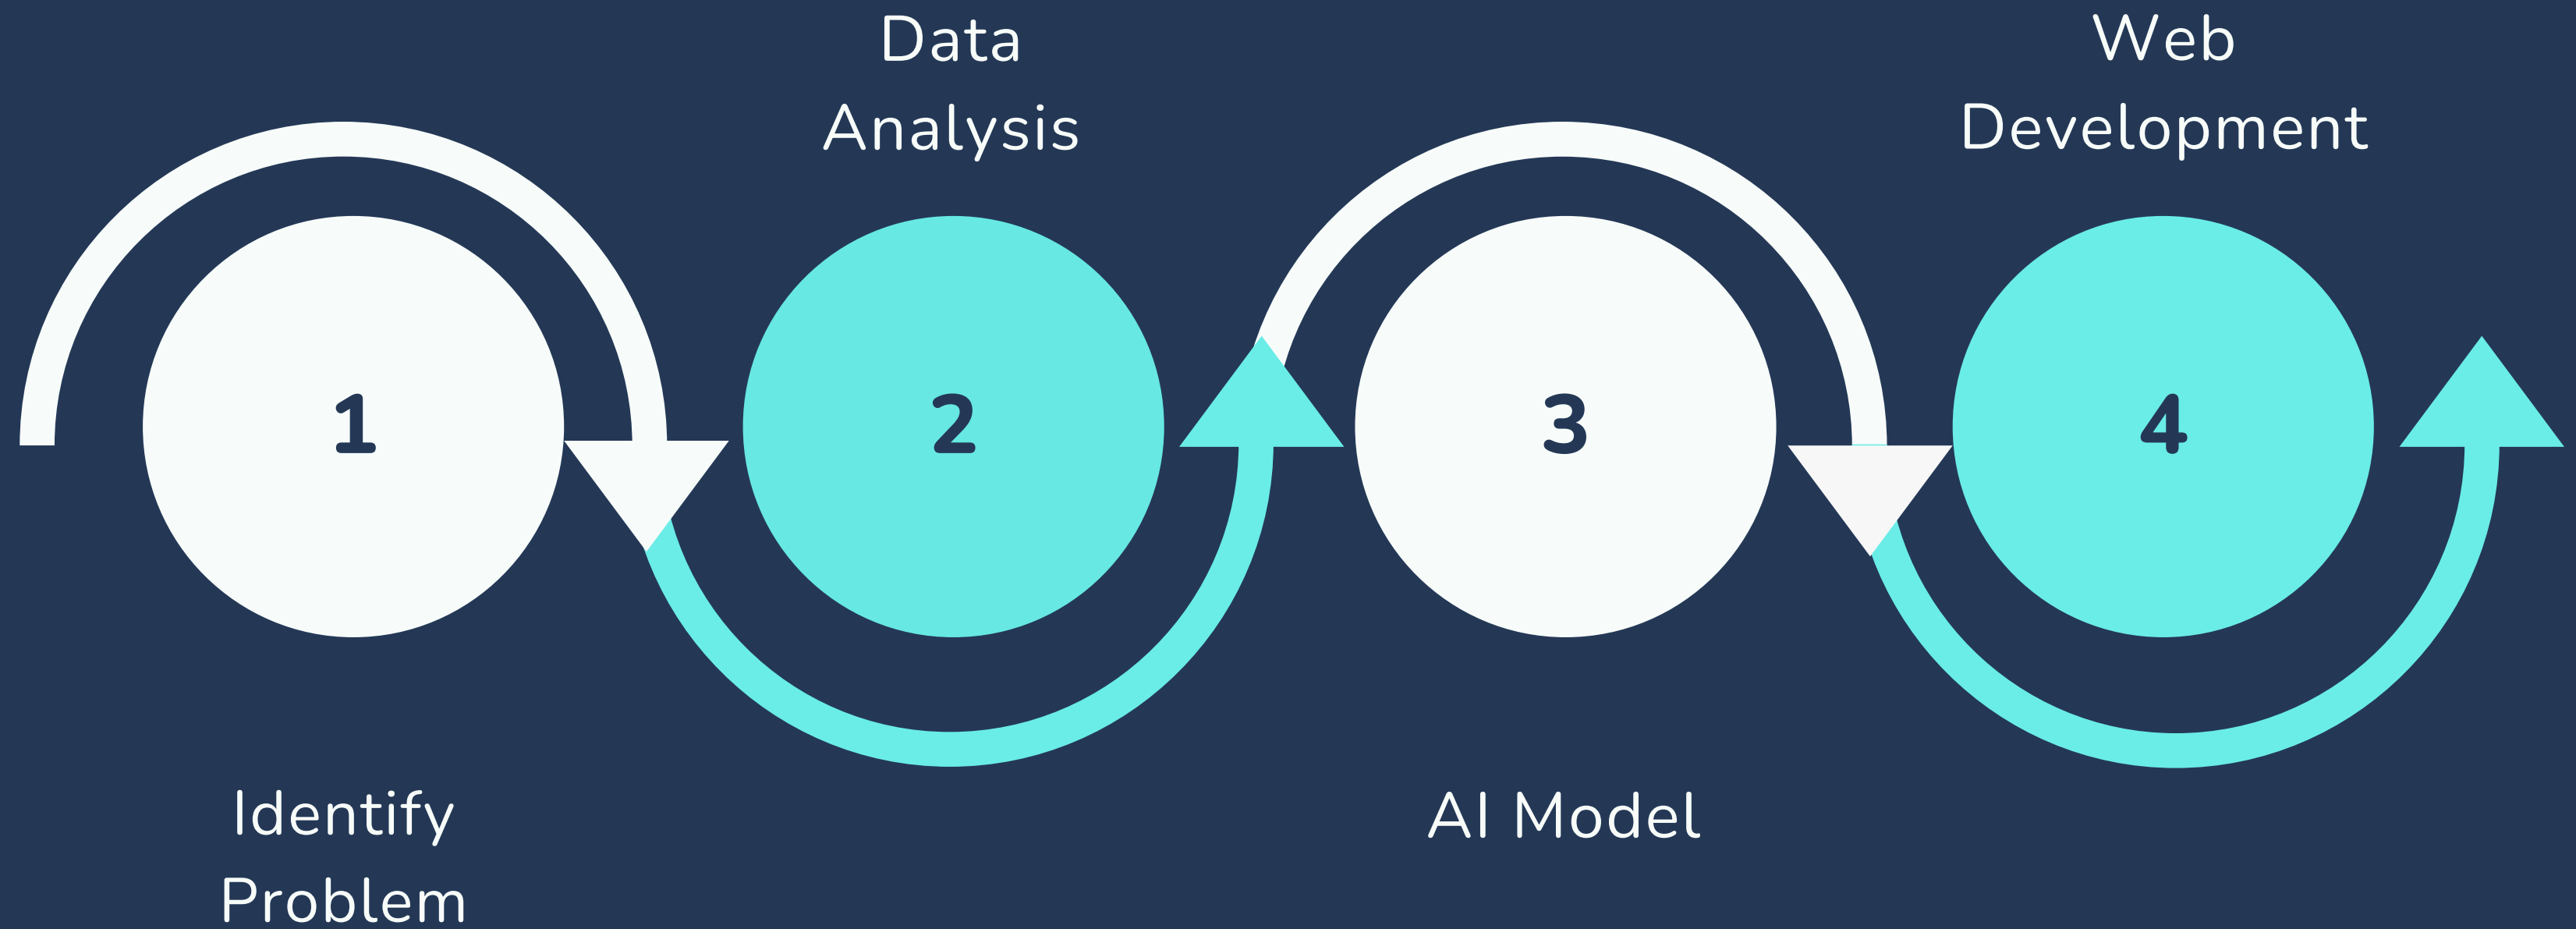 1
Identify
Problem
2
Data
Analysis
3
AI Model
4
Web
Development